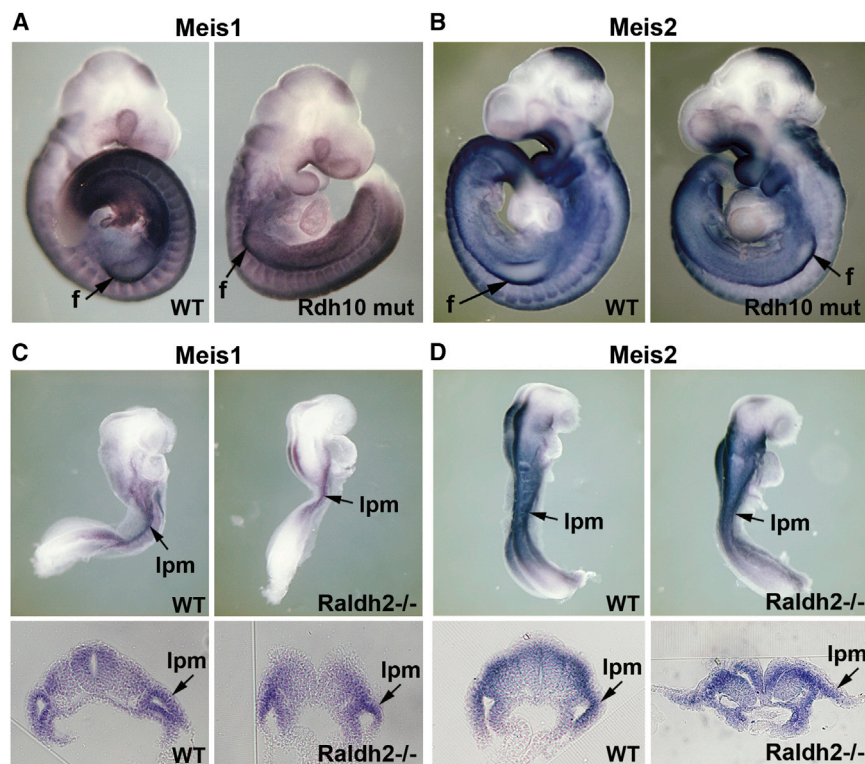 A
Meis1
B
Meis2
f
WT
f
Rdh10 mut
f
WT
f
Rdh10 mut
C
Meis1
D
Meis2
lpm
WT
lpm
Raldh2-/-
lpm
WT
lpm
Raldh2-/-
lpm
WT
lpm
Raldh2-/-
lpm
WT
lpm
Raldh2-/-